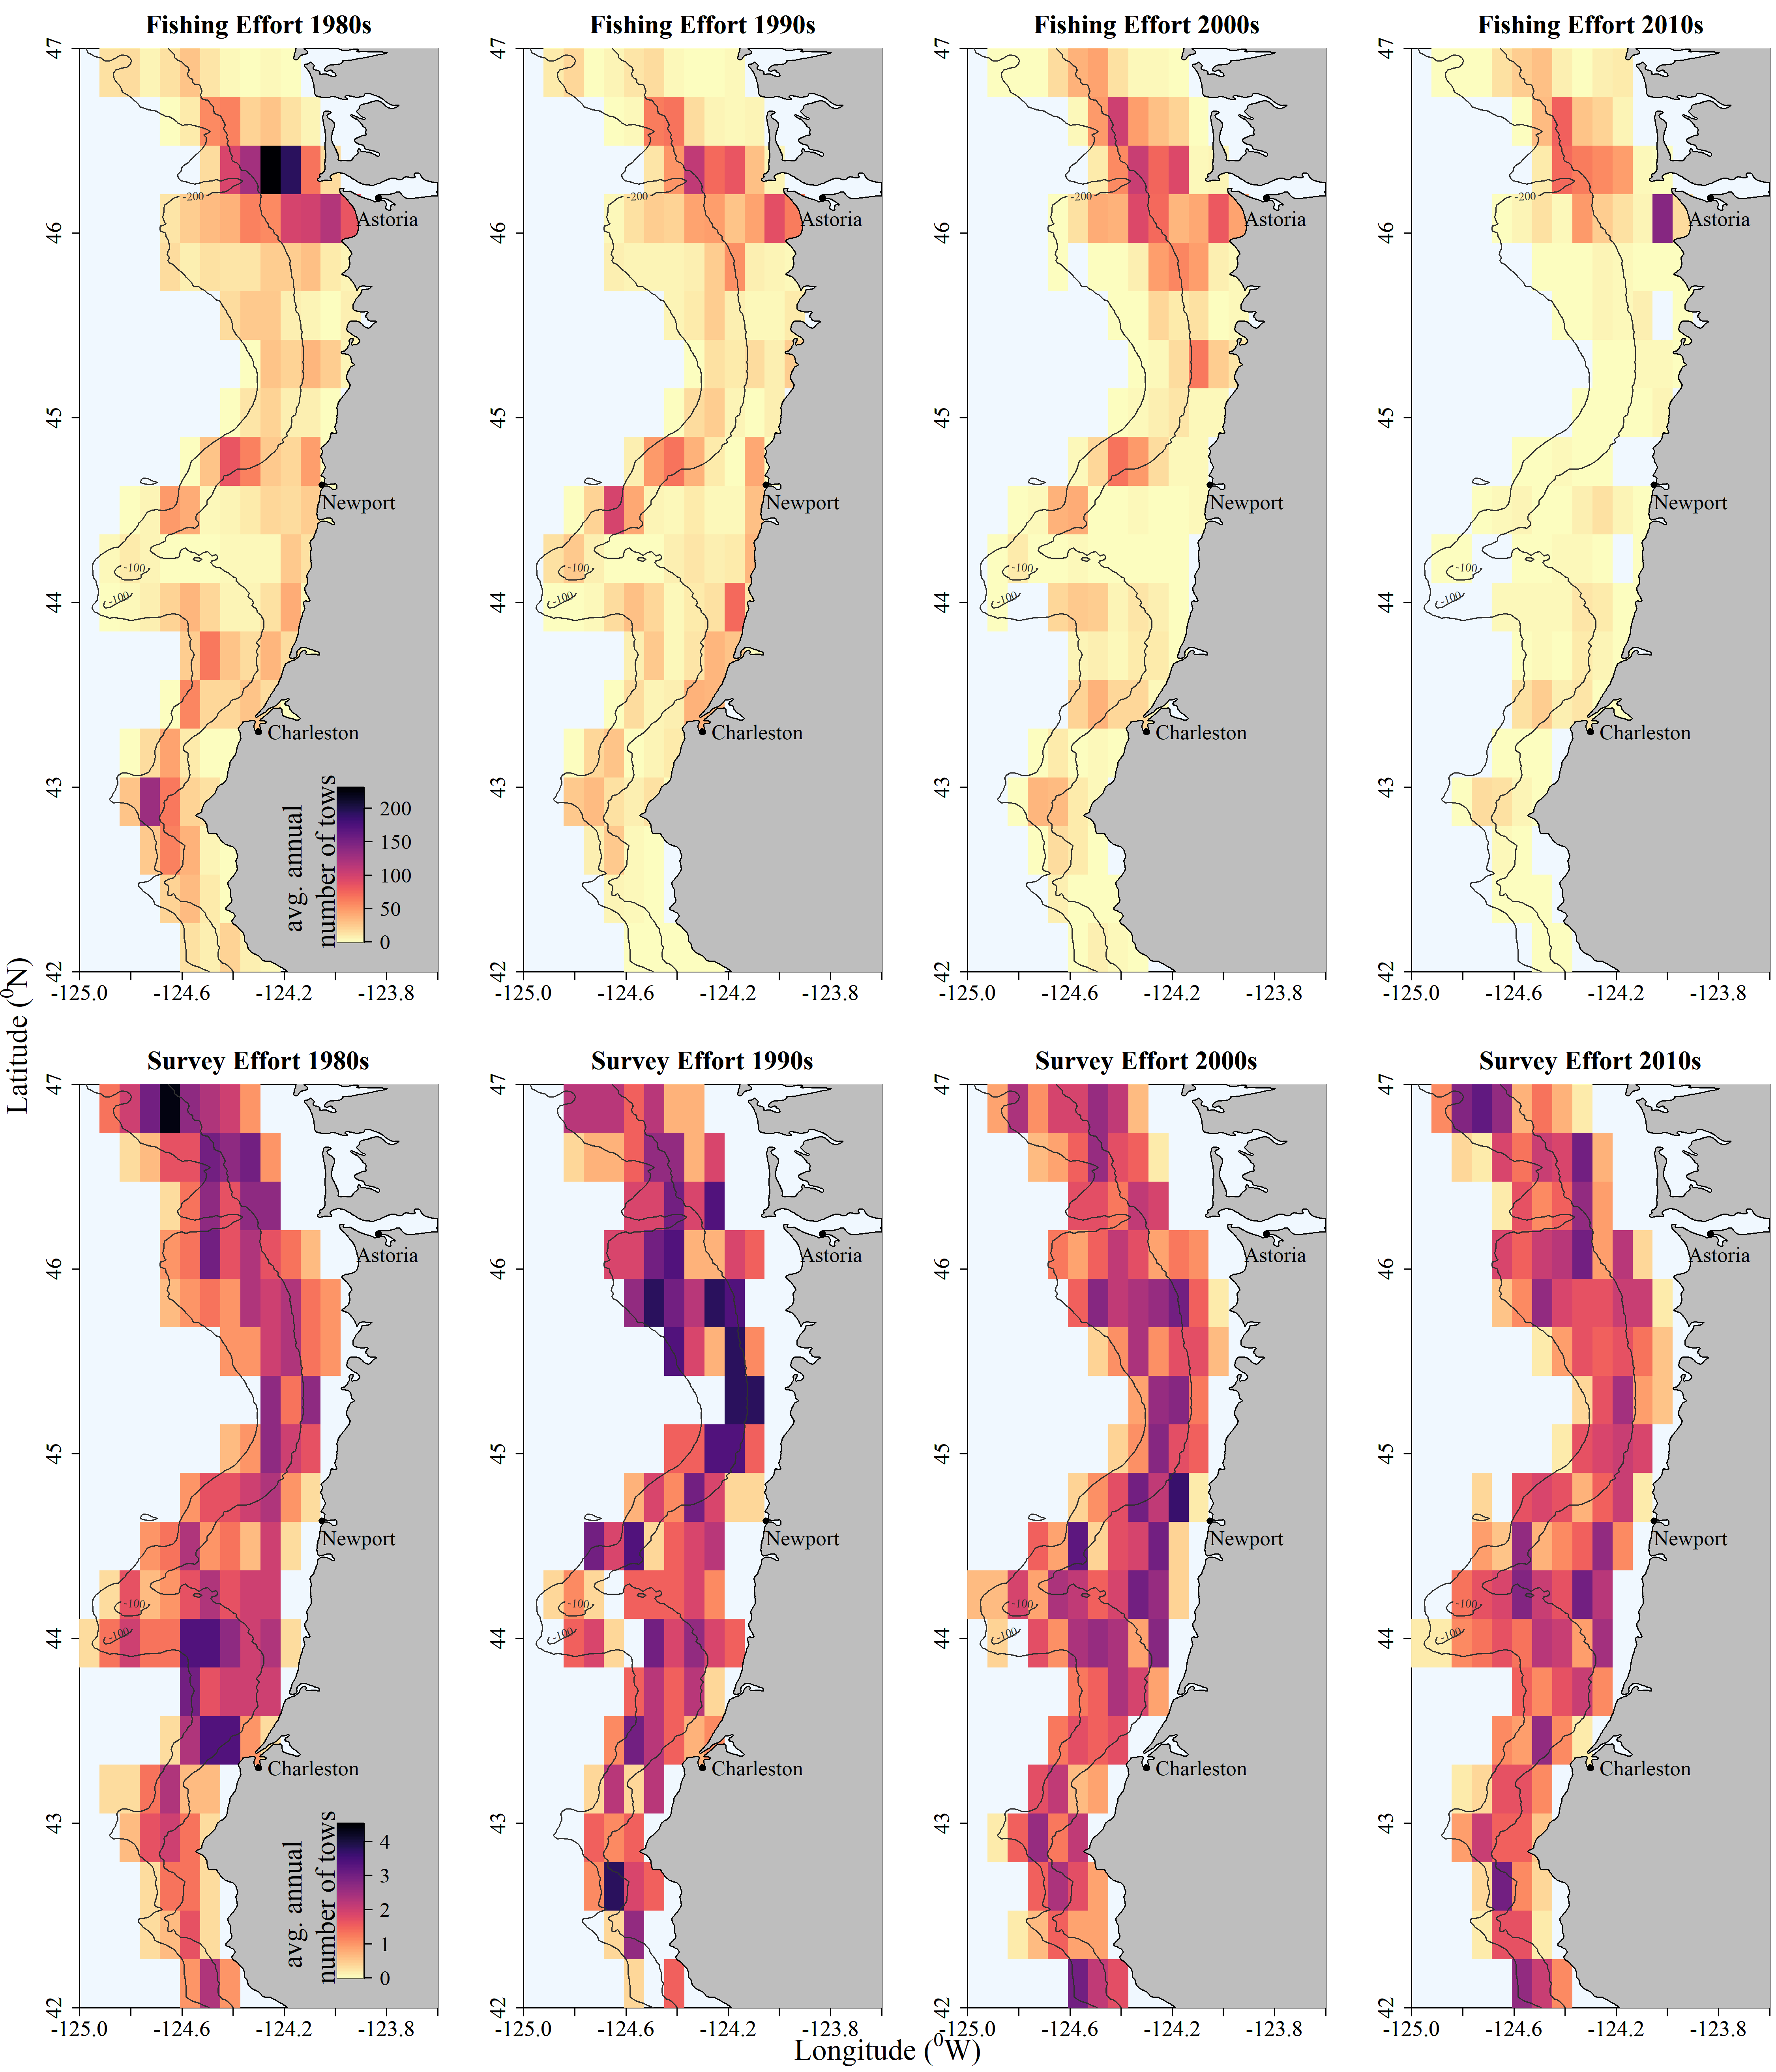 Fishing Effort 1980s
Fishing Effort 1990s
Fishing Effort 2000s
Fishing Effort 2010s
47
46
45
44
43
42
-200
Astoria
Newport
-100
-100
Charleston
avg. annual
number of tows
200
150
100
50
0
-125.0
-124.6
-124.2
-123.8
47
46
45
44
43
42
-200
Astoria
Newport
-100
-100
Charleston
-125.0
-124.6
-124.2
-123.8
47
46
45
44
43
42
-200
Astoria
Newport
-100
-100
Charleston
-125.0
-124.6
-124.2
-123.8
47
46
45
44
43
42
-200
Astoria
Newport
-100
-100
Charleston
-125.0
-124.6
-124.2
-123.8
Latitude (⁰N)
Survey Effort 1980s
Survey Effort 1990s
Survey Effort 2000s
Survey Effort 2010s
47
46
45
44
43
42
Astoria
Newport
-100
-100
Charleston
avg. annual
number of tows
4
3
2
1
0
-125.0
-124.6
-124.2
-123.8
47
46
45
44
43
42
Astoria
Newport
-100
-100
Charleston
-125.0
-124.6
-124.2
-123.8
47
46
45
44
43
42
Astoria
Newport
-100
-100
Charleston
-125.0
-124.6
-124.2
-123.8
47
46
45
44
43
42
Astoria
Newport
-100
-100
Charleston
-125.0
-124.6
-124.2
-123.8
Longitude (⁰W)